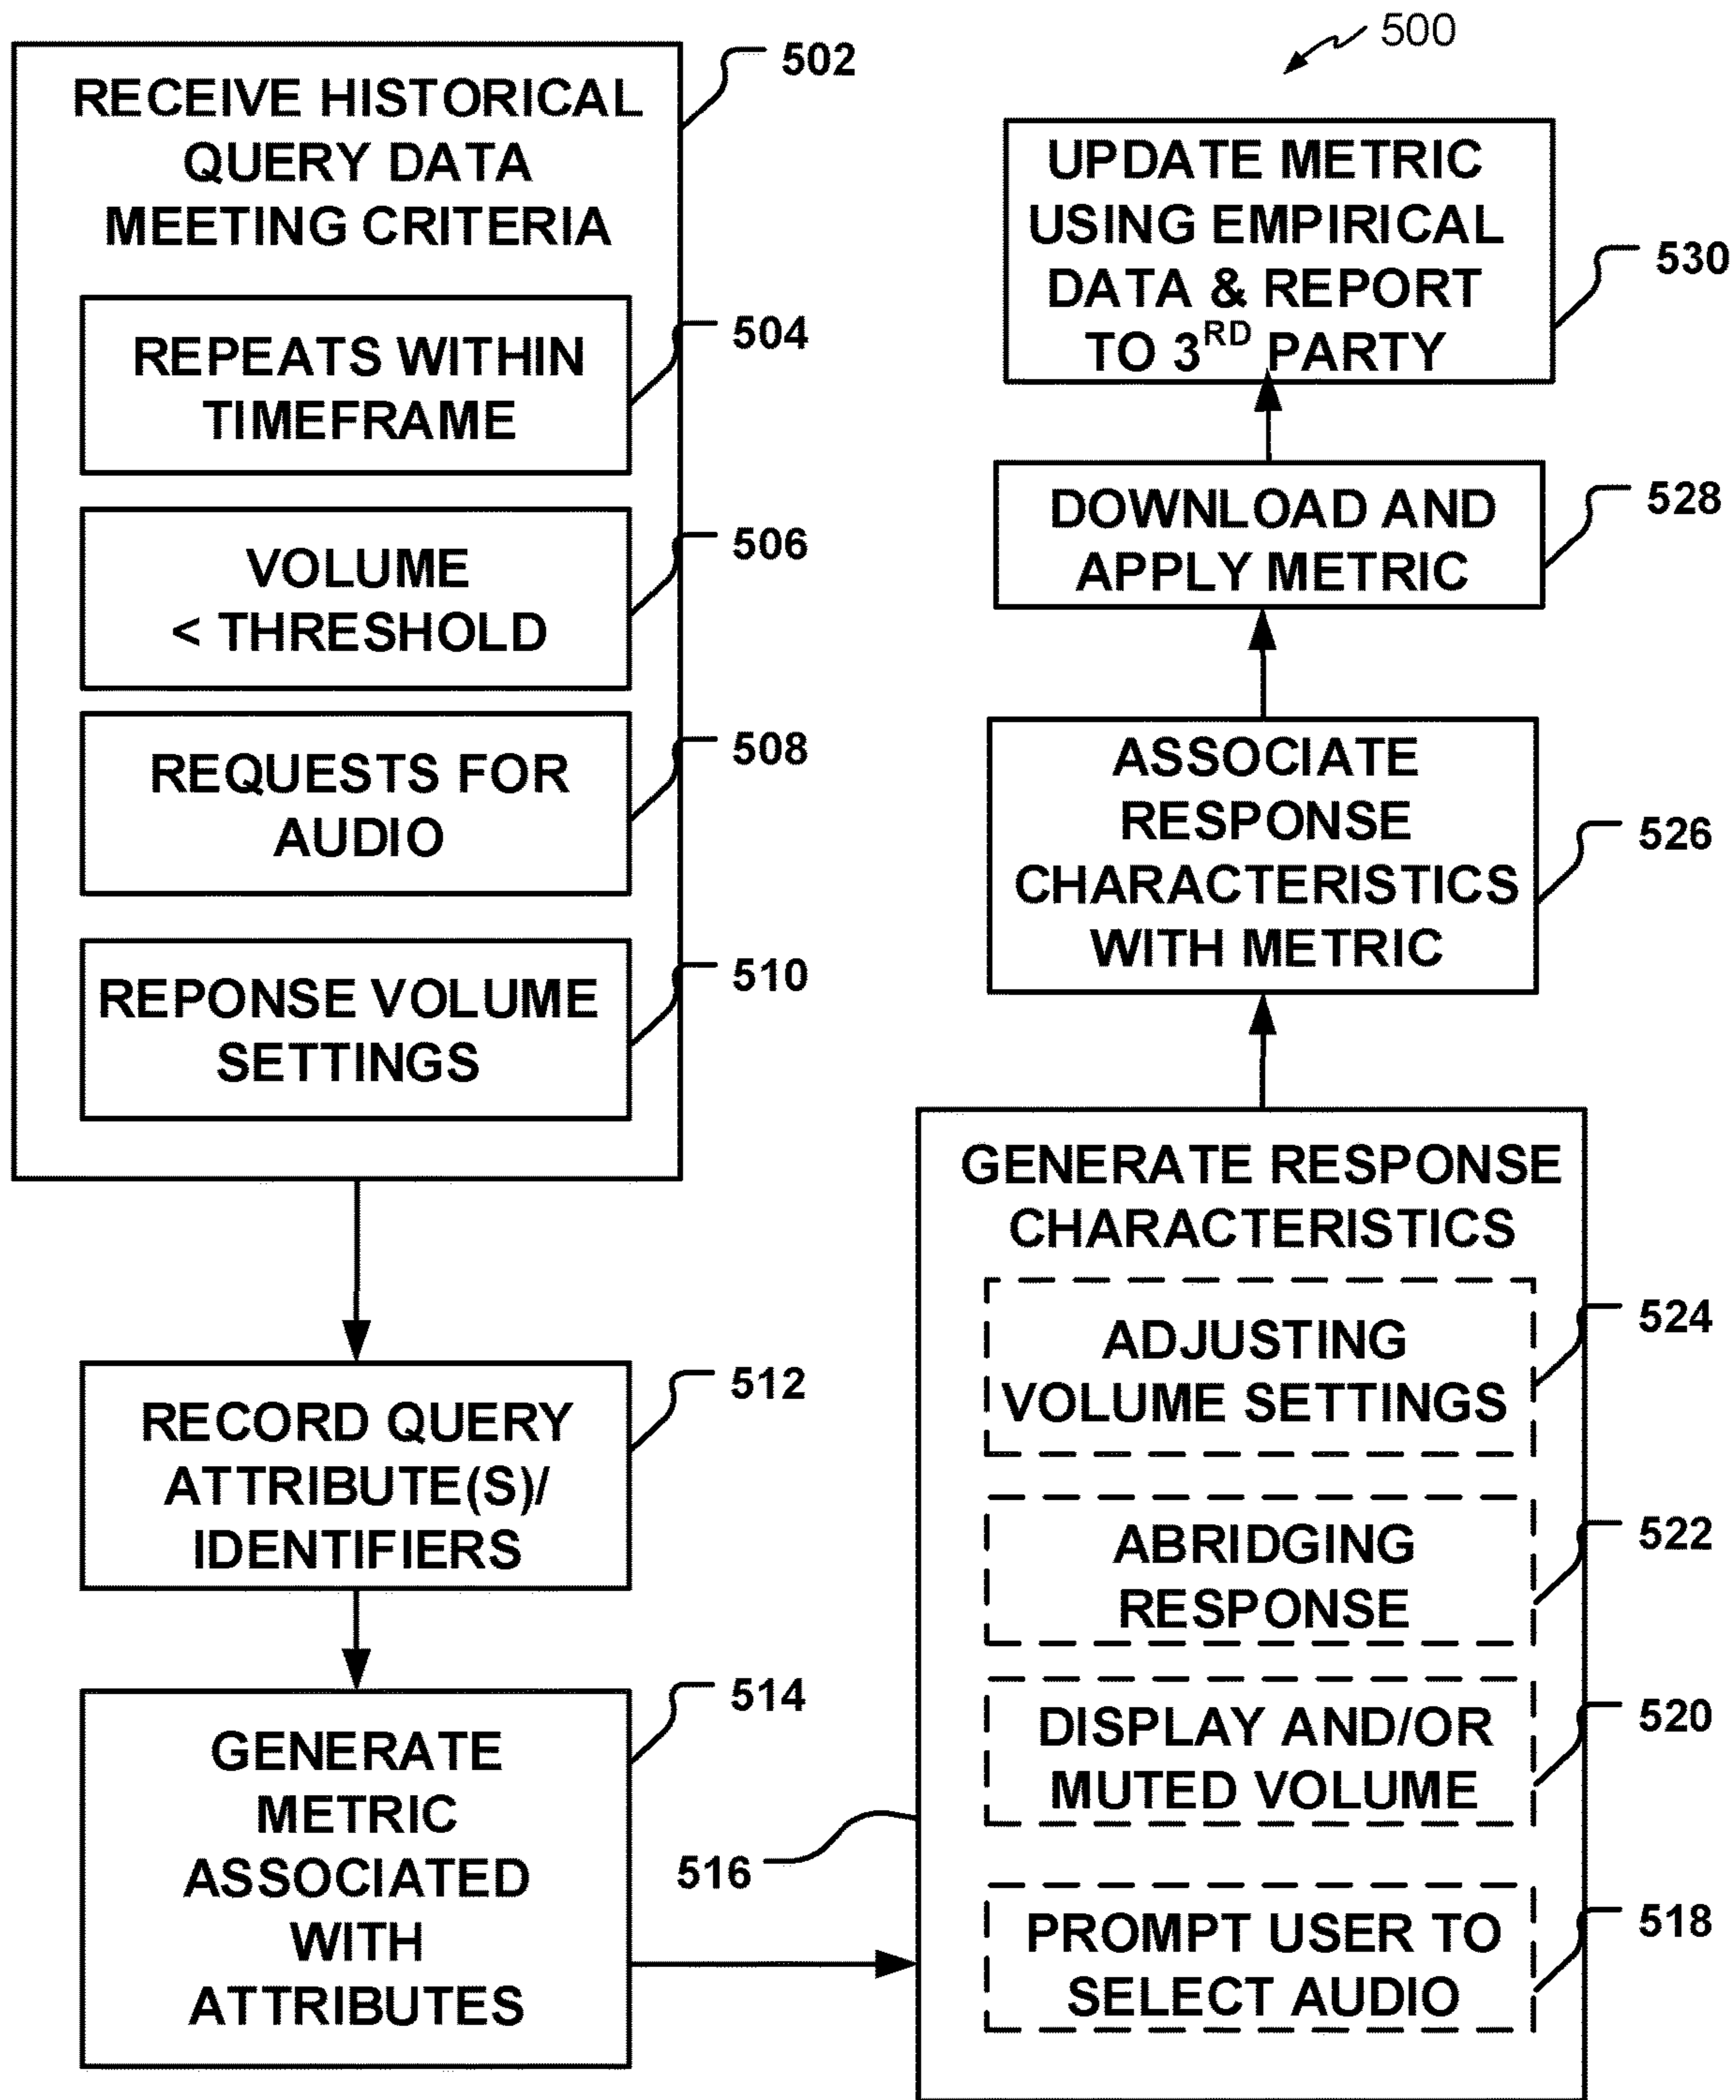 500
502
RECEIVE HISTORICAL
QUERY DATA
MEETING CRITERIA
REPEATS WITHIN
TIMEFRAME
504
VOLUME
< THRESHOLD
506
REQUESTS FOR
AUDIO
508
REPONSE VOLUME
SETTINGS
510
RECORD QUERY
ATTRIBUTE(S)/
IDENTIFIERS
512
GENERATE
METRIC
ASSOCIATED
WITH
ATTRIBUTES
514
516
GENERATE RESPONSE
CHARACTERISTICS
ADJUSTING
VOLUME SETTINGS
524
ABRIDGING
RESPONSE
522
DISPLAY AND/OR
MUTED VOLUME
520
PROMPT USER TO
SELECT AUDIO
518
ASSOCIATE
RESPONSE
CHARACTERISTICS
WITH METRIC
526
DOWNLOAD AND
APPLY METRIC
528
UPDATE METRIC
USING EMPIRICAL
DATA & REPORT
TO 3RD PARTY
530